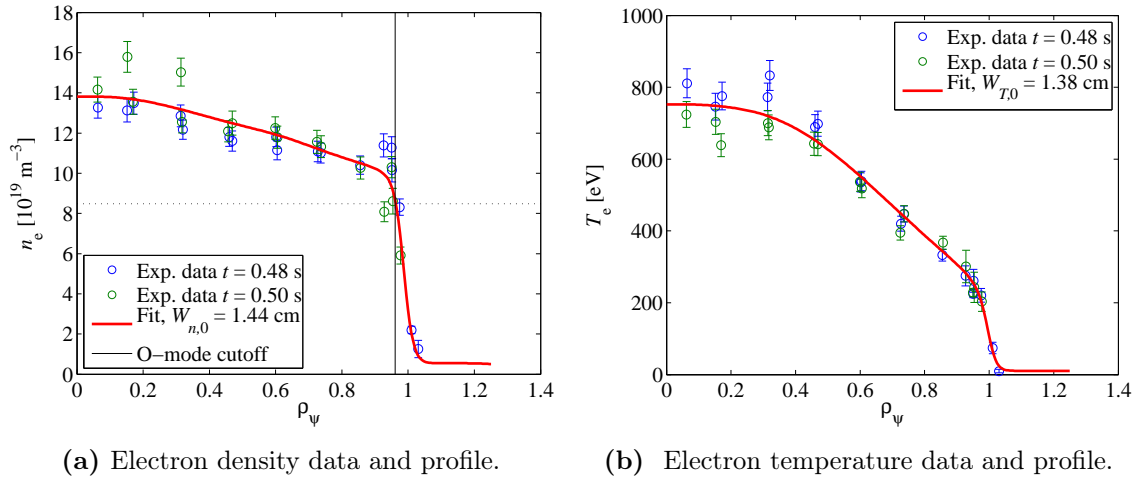 18
16
14
12
10
8
6
4
2
0
n_e [10^19 m^−3]
Exp. data t = 0.48 s
Exp. data t = 0.50 s
Fit, W_n,0 = 1.44 cm
O−mode cutoff
0 0.2 0.4 0.6 0.8 1 1.2 1.4
ρ_ψ
(a) Electron density data and profile.
1000
800
600
400
200
0
T_e [eV]
Exp. data t = 0.48 s
Exp. data t = 0.50 s
Fit, W_T,0 = 1.38 cm
0 0.2 0.4 0.6 0.8 1 1.2 1.4
ρ_ψ
(b) Electron temperature data and profile.